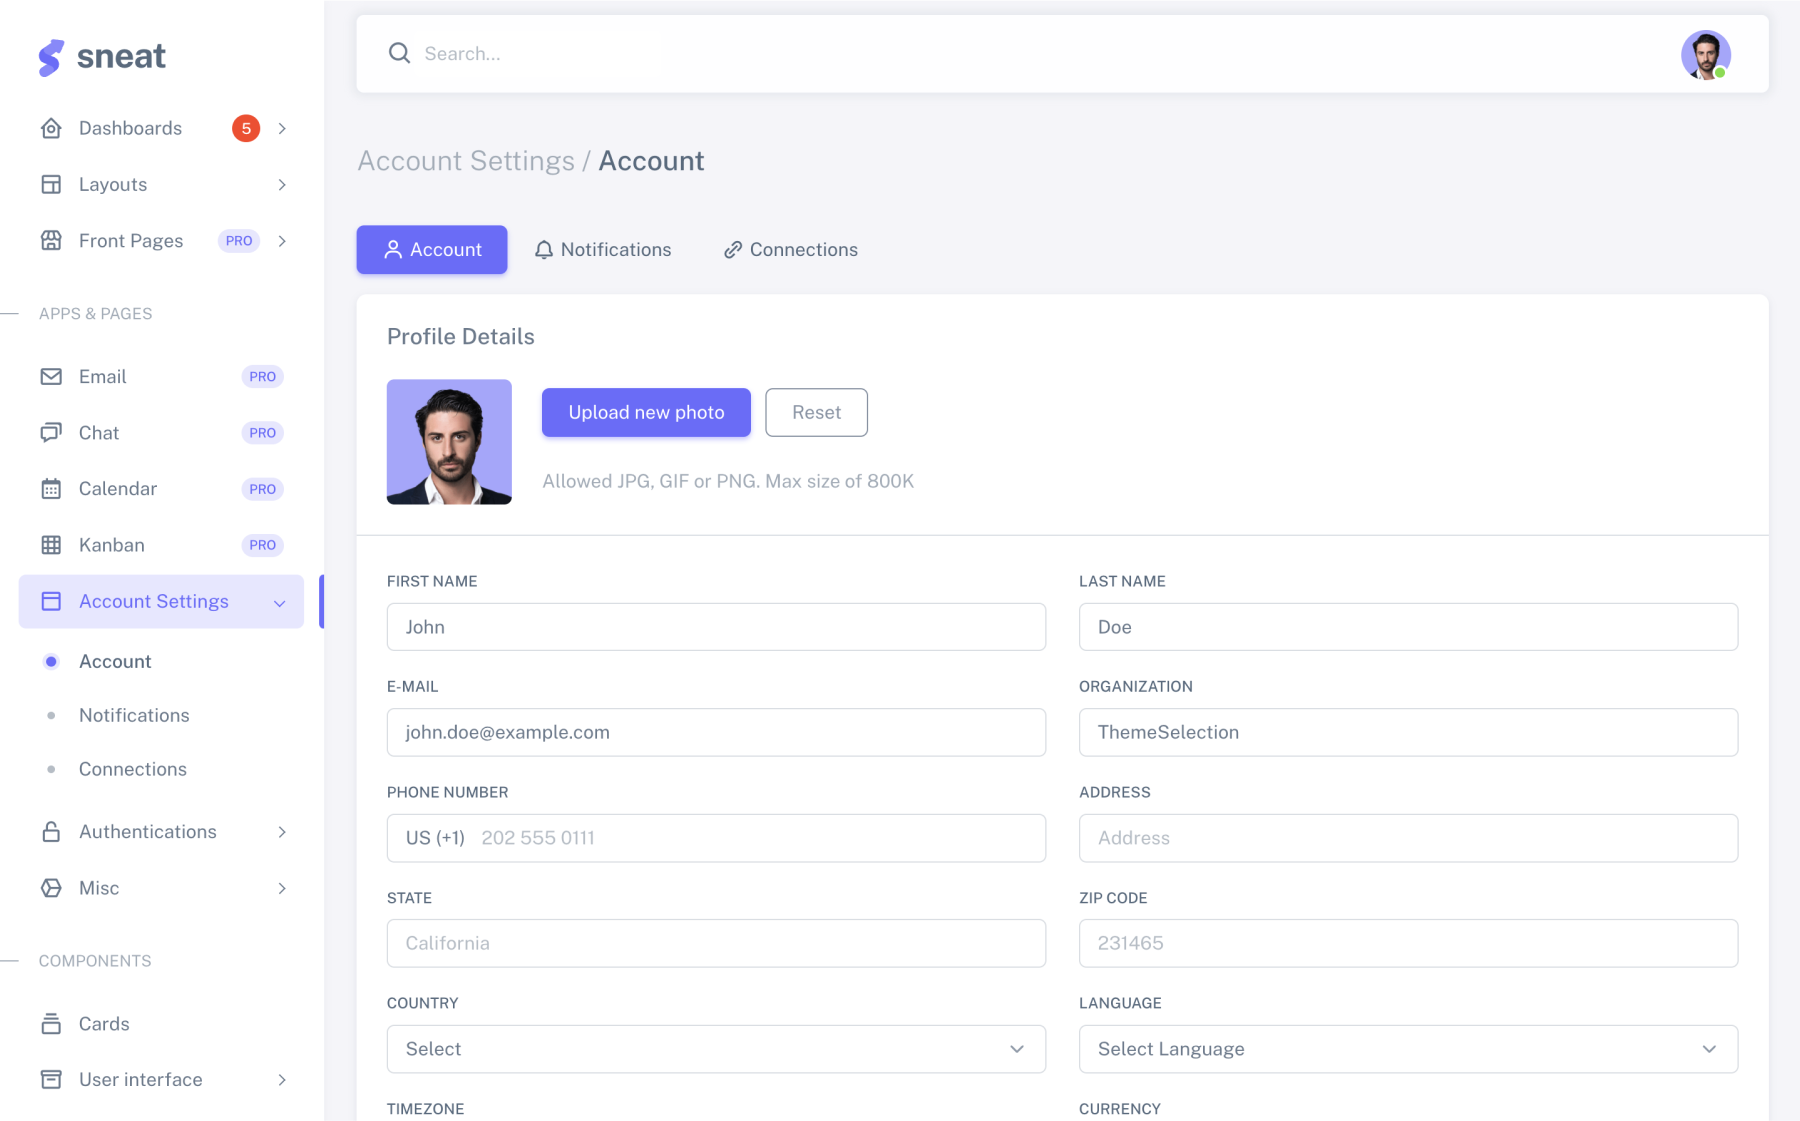 sneat
Dashboards 5
Layouts
Front Pages PRO
APPS & PAGES
Email PRO
Chat PRO
Calendar PRO
Kanban PRO
Account Settings
Account
Notifications
Connections
Authentications
Misc
COMPONENTS
Cards
User interface
Search...
Account Settings / Account
Account Notifications Connections
Profile Details
Upload new photo Reset
Allowed JPG, GIF or PNG. Max size of 800K
FIRST NAME
John
LAST NAME
Doe
E-MAIL
john.doe@example.com
ORGANIZATION
ThemeSelection
PHONE NUMBER
US (+1) 202 555 0111
ADDRESS
Address
STATE
California
ZIP CODE
231465
COUNTRY
Select
LANGUAGE
Select Language
TIMEZONE
CURRENCY